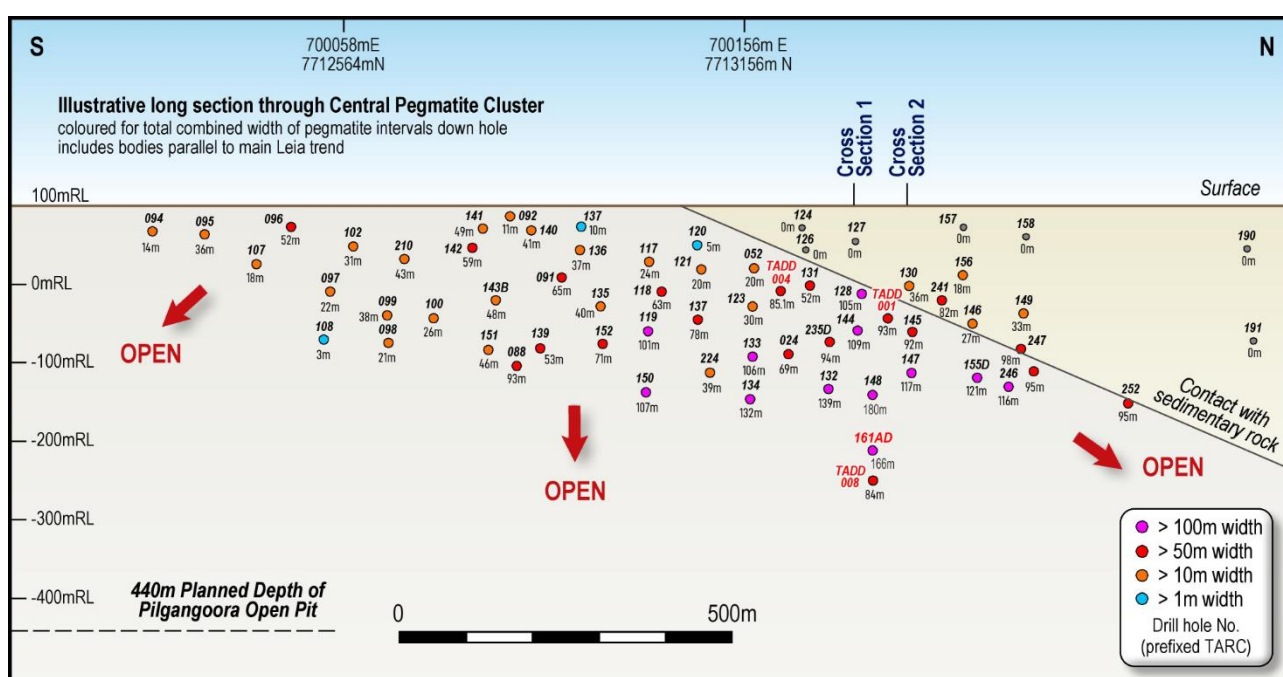 S
700058mE
7712564mN
700156m E
7713156m N
N
Illustrative long section through Central Pegmatite Cluster
coloured for total combined width of pegmatite intervals down hole
includes bodies parallel to main Leia trend
Cross
Section 1
Cross
Section 2
100mRL
Surface
094
14m
095
36m
107
18m
096
52m
102
31m
210
43m
141
49m
142
59m
092
11m
140
41m
137
10m
136
37m
117
24m
120
5m
121
20m
052
20m
124
0m
126
0m
127
0m
157
0m
158
0m
190
0m
0mRL
097
22m
108
3m
099
38m
098
21m
100
26m
143B
48m
091
65m
135
40m
118
63m
119
101m
137
78m
123
30m
TADD
004
85.1m
131
52m
128
105m
TADD
001
93m
130
36m
156
18m
241
82m
146
27m
149
33m
OPEN
151
46m
088
93m
139
53m
152
71m
150
107m
224
39m
133
106m
134
132m
024
69m
235D
94m
132
139m
144
109m
148
180m
145
92m
147
117m
155D
121m
246
116m
247
98m
95m
191
0m
252
95m
-100mRL
Contact with
sedimentary rock
-200mRL
161AD
166m
TADD
008
84m
OPEN
OPEN
-300mRL
-400mRL
440m Planned Depth of
Pilgangoora Open Pit
0
500m
> 100m width
> 50m width
> 10m width
> 1m width
Drill hole No.
(prefixed TARC)